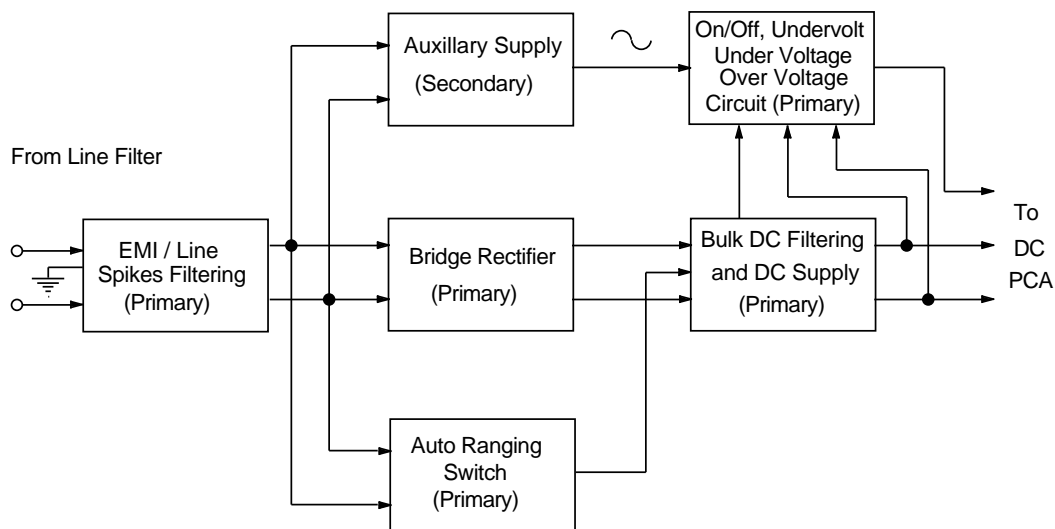 Auxillary Supply
(Secondary)
On/Off, Undervolt
Under Voltage
Over Voltage
Circuit (Primary)
From Line Filter
EMI / Line
Spikes Filtering
(Primary)
Bridge Rectifier
(Primary)
Bulk DC Filtering
and DC Supply
(Primary)
To
DC
PCA
Auto Ranging
Switch
(Primary)